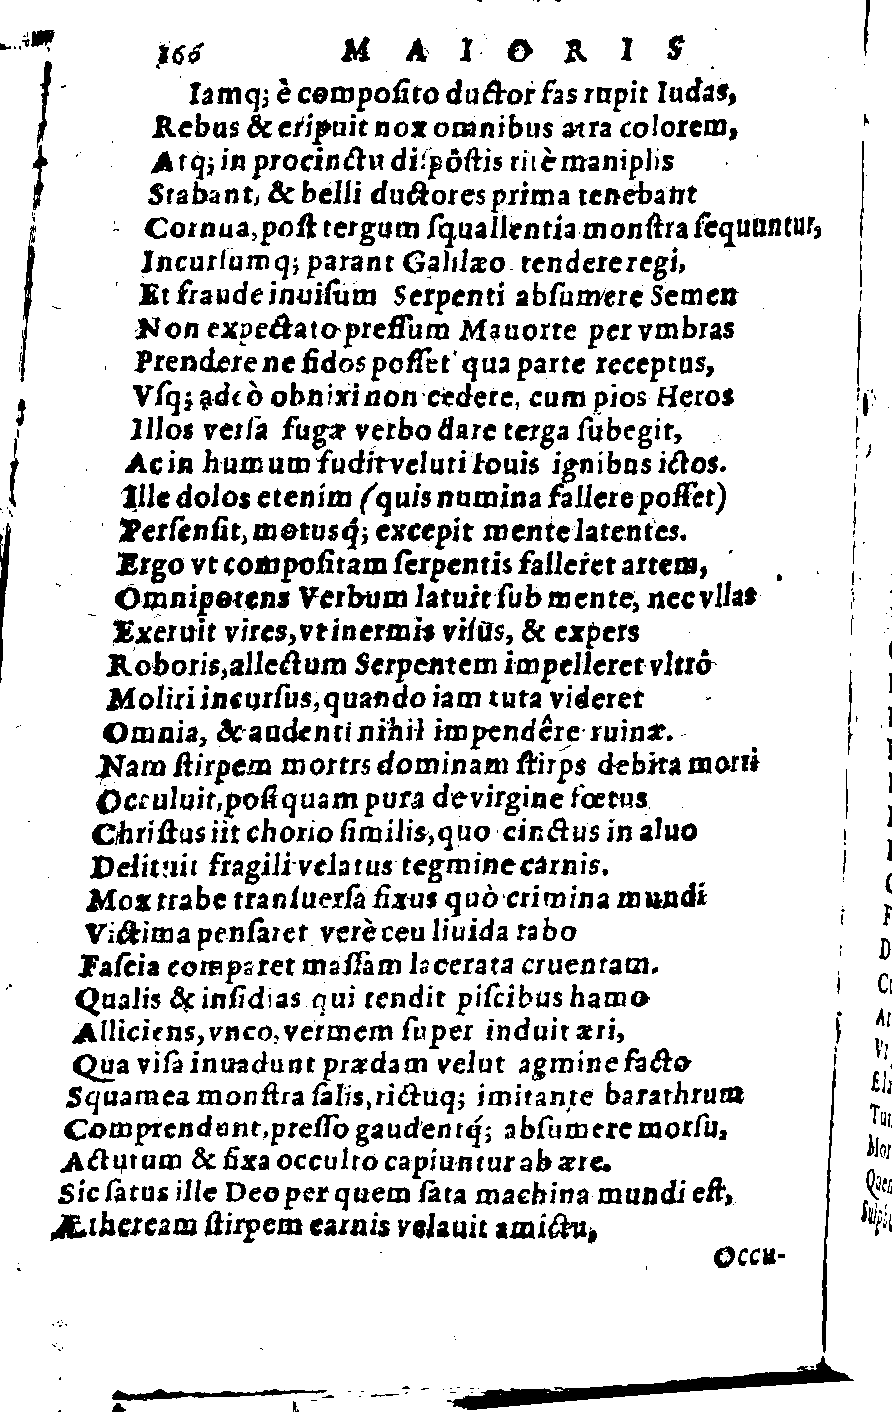 166 MAIORIS
Iamq; è composito ductor fas rupit Iudas,
Rebus & eripuit nox omnibus atra colorem,
Atq; in procinctu dispôstis ritè maniplis
Stabant, & belli ductores prima tenebant
Cornua, post tergum squallentia monstra sequuntur,
Incursumq; parant Galilæo tendere regi,
Et fraude inuisum Serpenti absumere Semen
Non expectato pressum Mauorte per vmbras
Prendere ne fidos posset qua parte receptus,
Vsq; adeò obnixi non cedere, cum pios Heros
Illos versa fugæ verbo dare terga subegit,
Ac in humum fudit veluti Iouis ignibus ictos.
Ille dolos etenim (quis numina fallere posset)
Persensit, motusq́; excepit mente latentes.
Ergo vt compositam serpentis falleret artem,
Omnipotens Verbum latuit sub mente, nec vllas
Exeruit vires, vt inermis visus, & expers
Roboris, allectum Serpentem impelleret vltrô
Moliri incursus, quando iam tuta videret
Omnia, & audenti nihil impendêre ruinæ.
Nam stirpem mortis dominam stirps debita morti
Occuluit, postquam pura de virgine fœtus
Christus iit chorio similis, quo cinctus in aluo
Delituit fragili velatus tegmine carnis.
Mox trabe transuersa fixus quò crimina mundi
Victima pensaret verè ceu liuida tabo
Fascia comparet massam lacerata cruentam.
Qualis & insidias qui tendit piscibus hamo
Alliciens, vnco, vermem super induit æri,
Qua visa inuadunt prædam velut agmine facto
Squamea monstra salis, rictuq; imitante barathrum
Comprendunt, presso gaudentq́; absumere morsu,
Actutum & fixa occulto capiuntur ab ære.
Sic satus ille Deo per quem sata machina mundi est,
Ætheream stirpem carnis velauit amictu,
Occu-